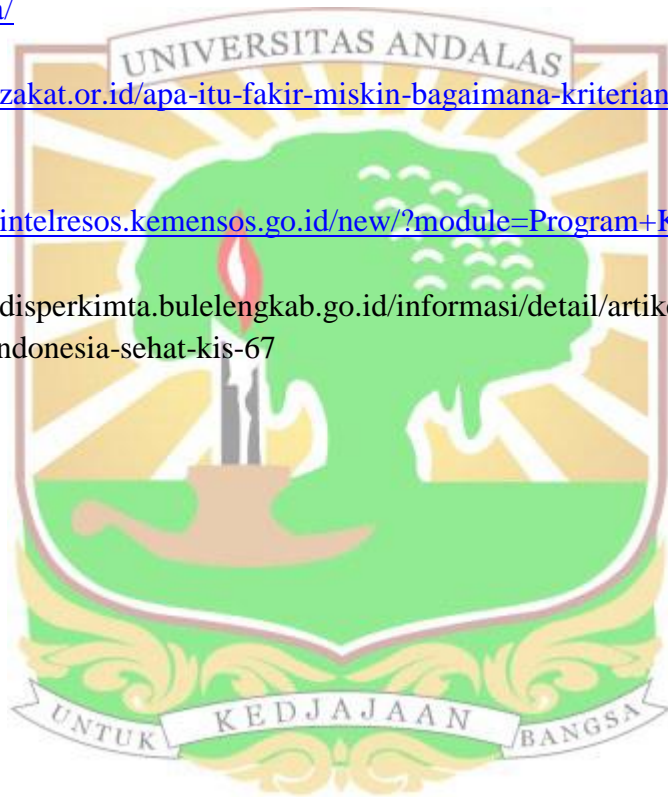 a/
UNIVERSITAS ANDALAS
zakat.or.id/apa-itu-fakir-miskin-bagaimana-kriterian
intelresos.kemensos.go.id/new/?module=Program+K
disperkimta.bulelengkab.go.id/informasi/detail/artike
ndonesia-sehat-kis-67
UNTUK KEDJAJAAN BANGSA